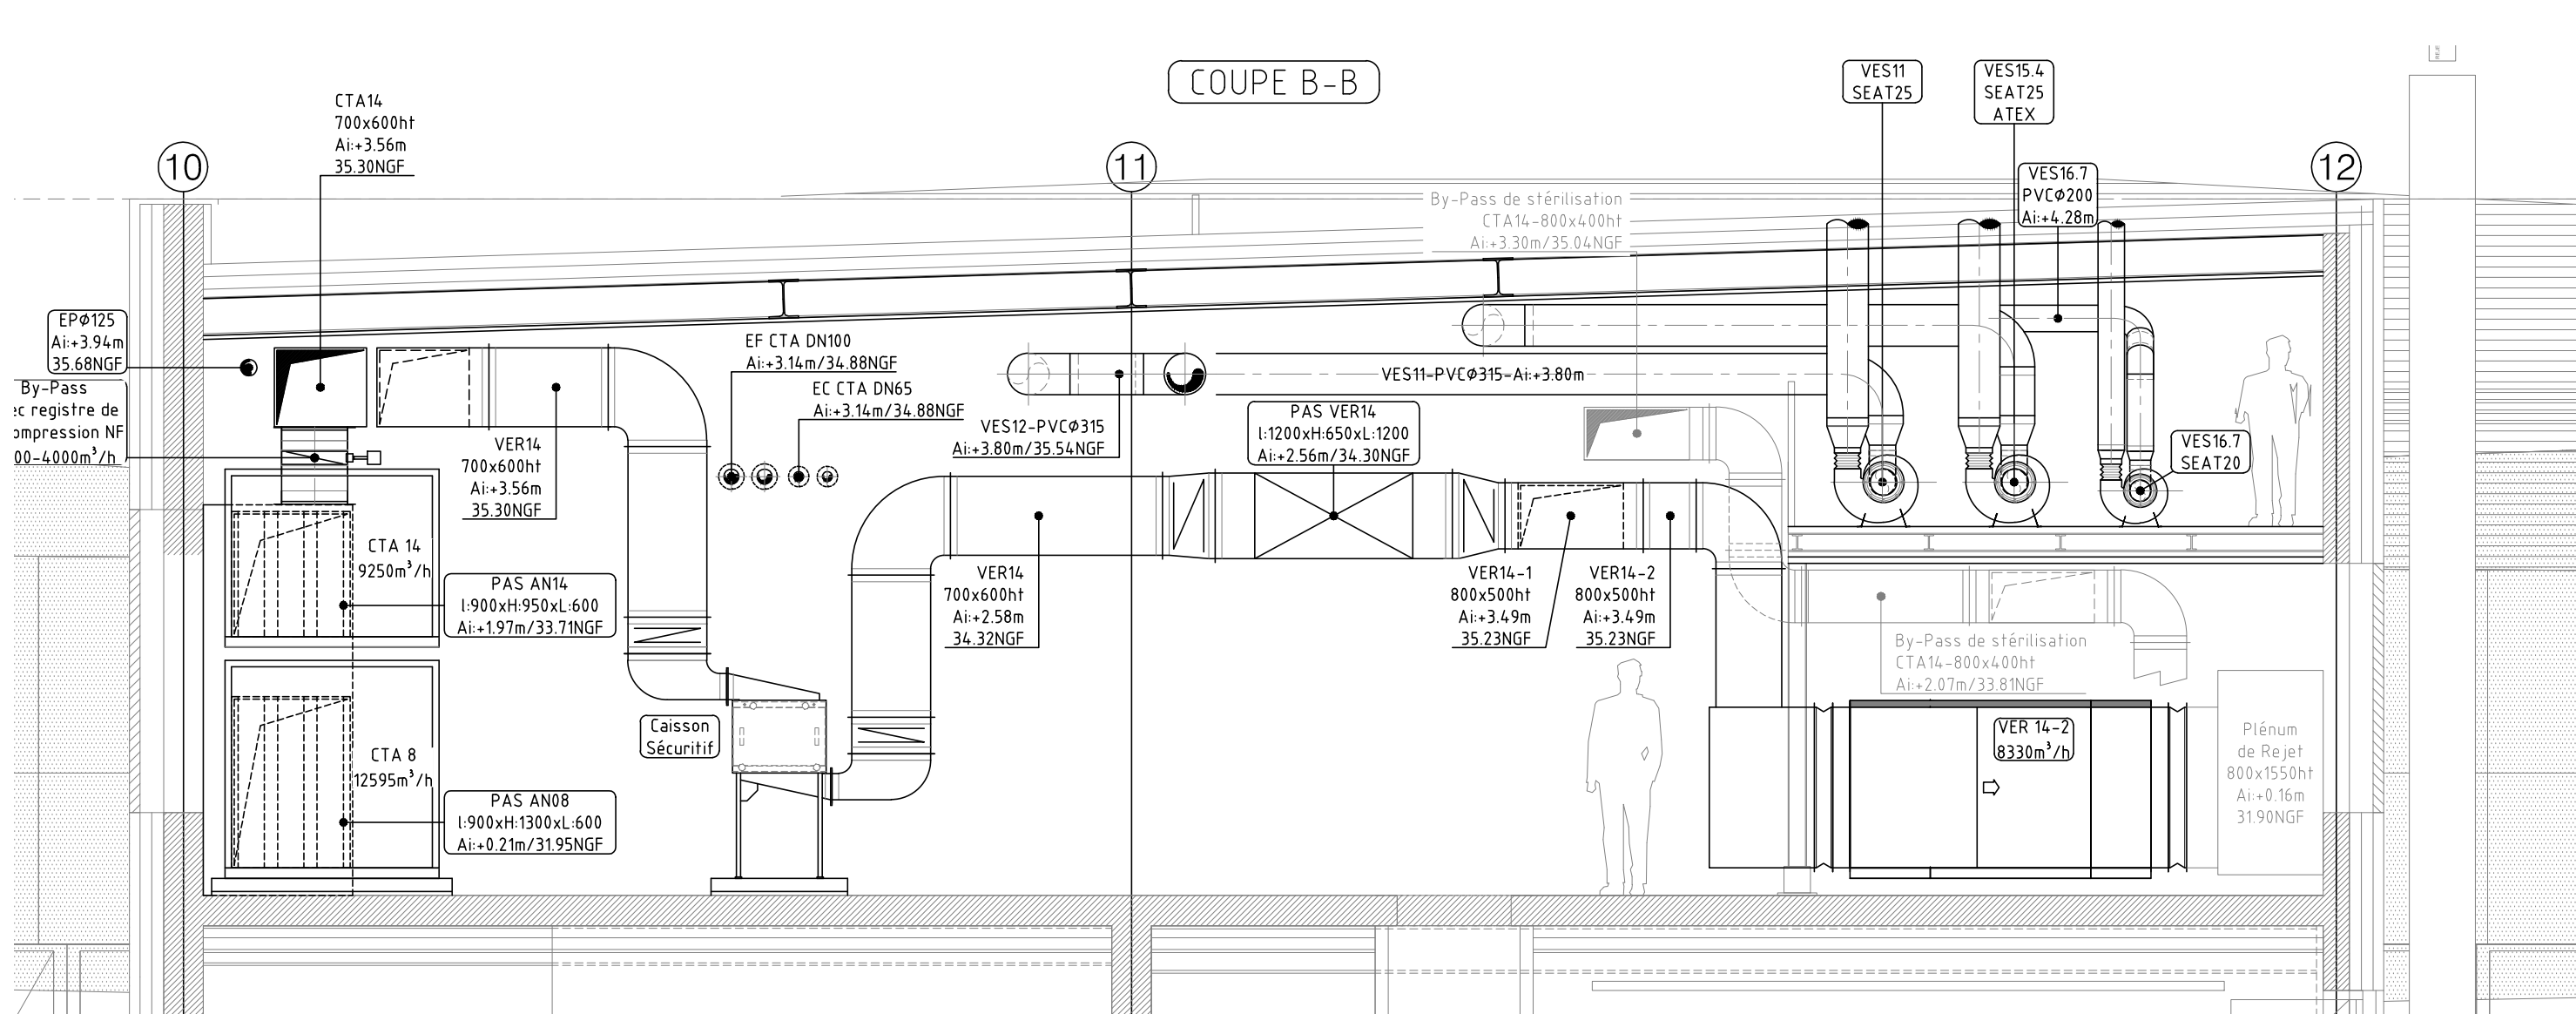 COUPE B-B
VES11
SEAT25
VES15.4
SEAT25
ATEX
CTA14
700x600ht
Ai:+3.56m
35.30NGF
10
11
12
VES16.7
PVCϕ200
Ai:+4.28m
By-Pass de stérilisation
CTA14-800x400ht
Ai:+3.30m/35.04NGF
EPϕ125
Ai:+3.94m
35.68NGF
By-Pass
ec registre de
ompression NF
00-4000m³/h
EF CTA DN100
Ai:+3.14m/34.88NGF
EC CTA DN65
Ai:+3.14m/34.88NGF
VES12-PVCϕ315
Ai:+3.80m/35.54NGF
VES11-PVCϕ315-Ai:+3.80m
PAS VER14
l:1200xH:650xL:1200
Ai:+2.56m/34.30NGF
VER14
700x600ht
Ai:+3.56m
35.30NGF
VES16.7
SEAT20
CTA 14
9250m³/h
PAS AN14
l:900xH:950xL:600
Ai:+1.97m/33.71NGF
VER14
700x600ht
Ai:+2.58m
34.32NGF
VER14-1
800x500ht
Ai:+3.49m
35.23NGF
VER14-2
800x500ht
Ai:+3.49m
35.23NGF
By-Pass de stérilisation
CTA14-800x400ht
Ai:+2.07m/33.81NGF
Caisson
Sécuritif
CTA 8
12595m³/h
PAS AN08
l:900xH:1300xL:600
Ai:+0.21m/31.95NGF
VER 14-2
8330m³/h
Plénum
de Rejet
800x1550ht
Ai:+0.16m
31.90NGF